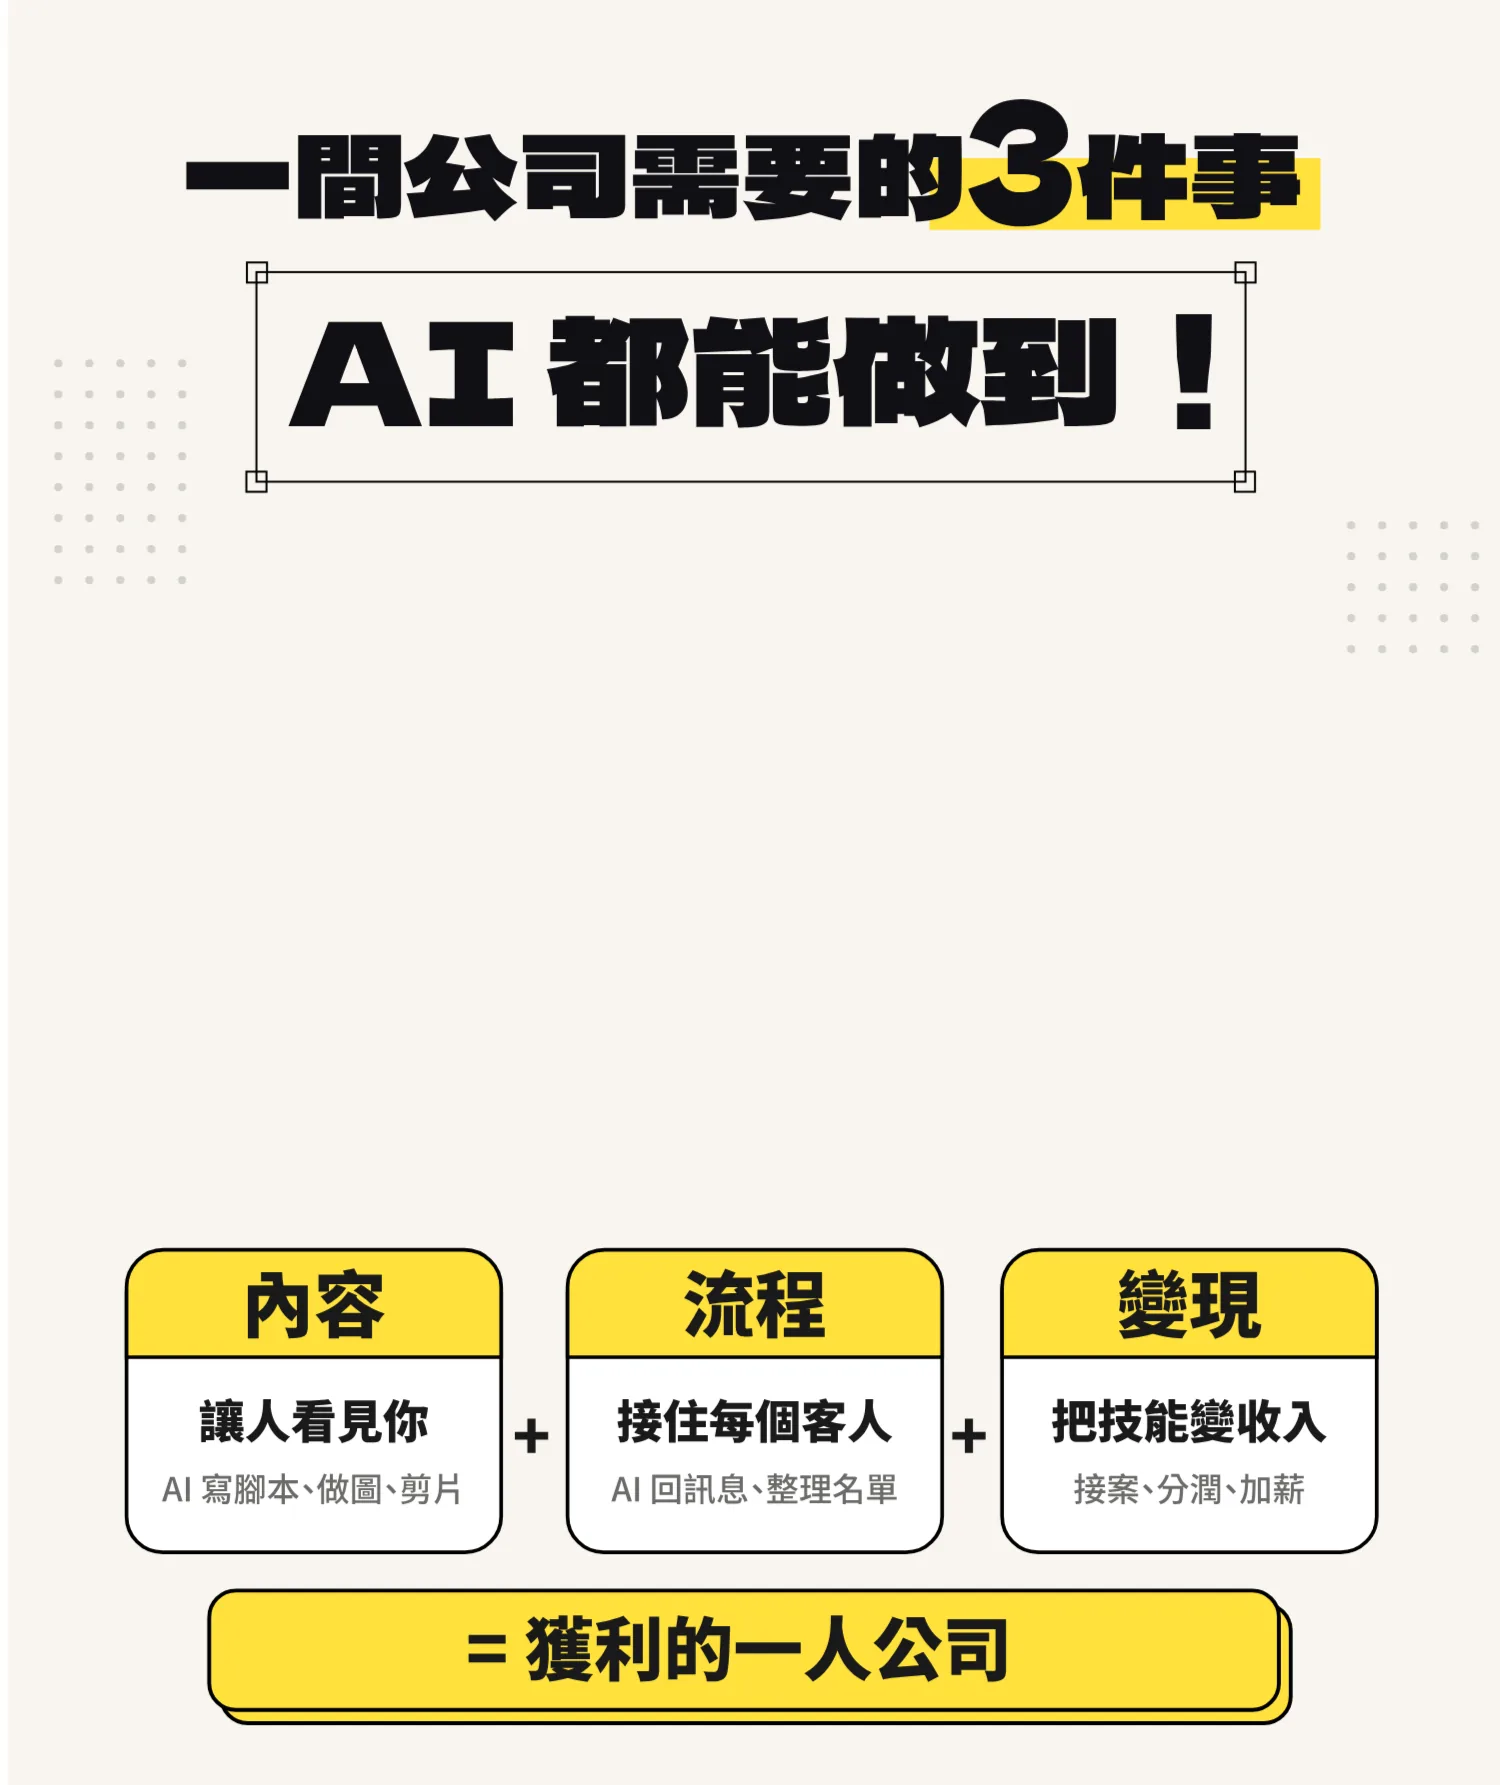 一間公司需要的3件事
AI 都能做到！
內容
讓人看見你
AI 寫腳本、做圖、剪片
+
流程
接住每個客人
AI 回訊息、整理名單
+
變現
把技能變收入
接案、分潤、加薪
= 獲利的一人公司